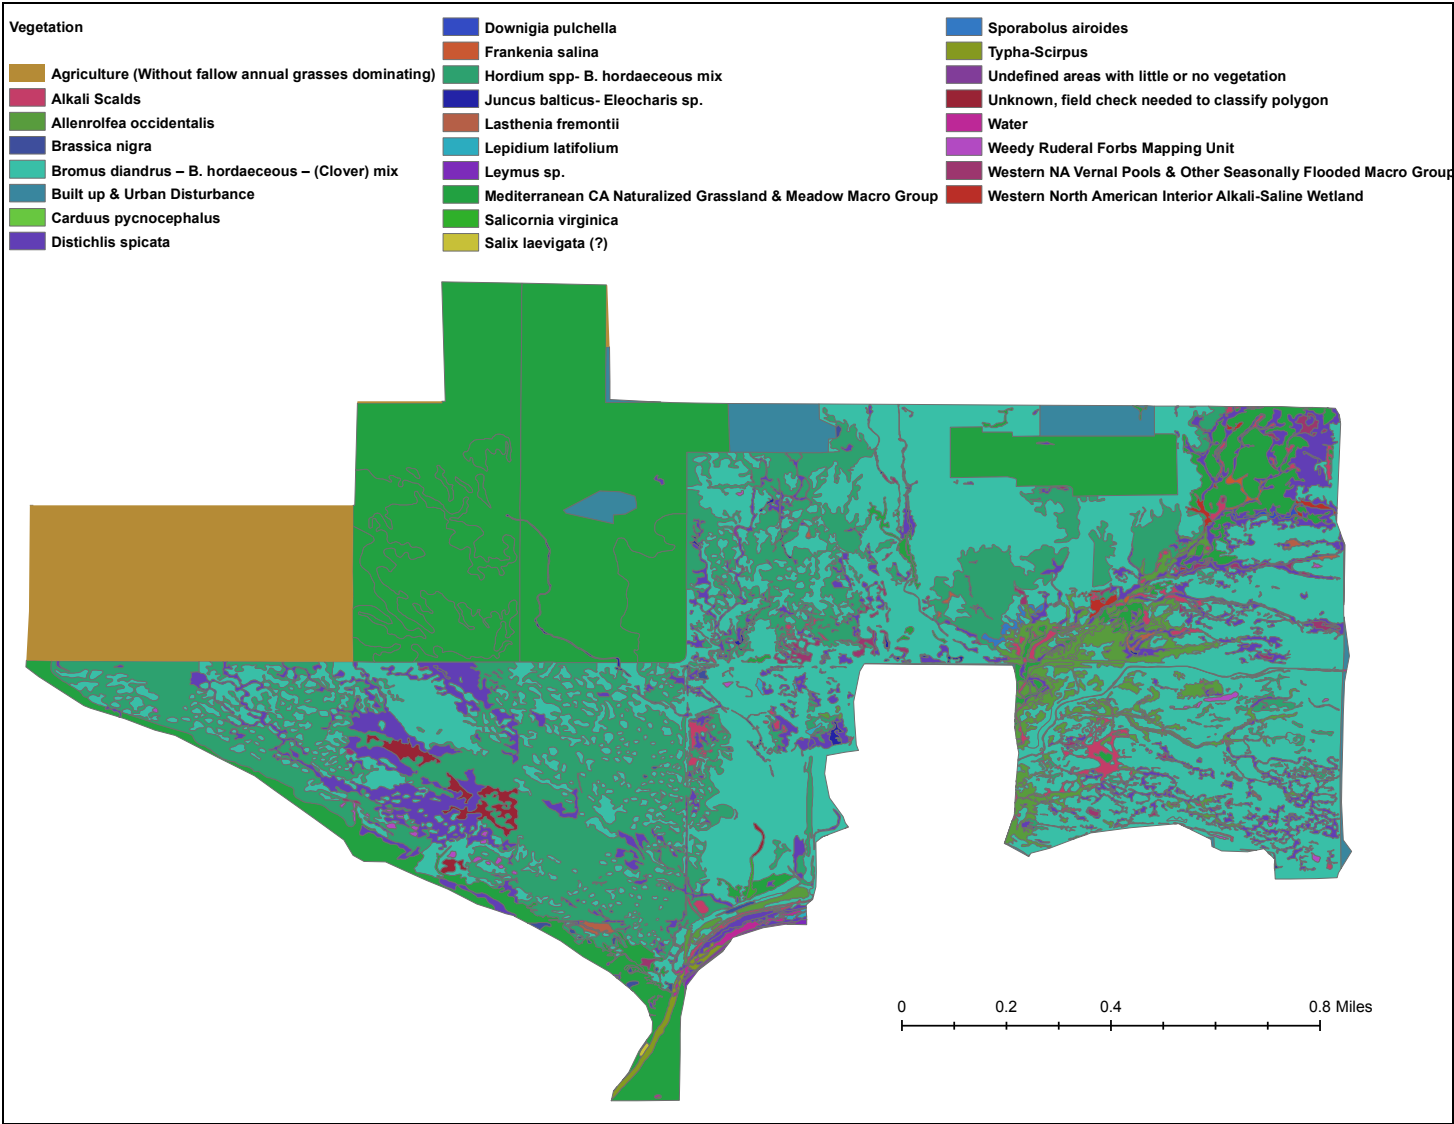 Vegetation
Agriculture (Without fallow annual grasses dominating)
Alkali Scalds
Allenrolfea occidentalis
Brassica nigra
Bromus diandrus – B. hordaeceous – (Clover) mix
Built up & Urban Disturbance
Carduus pycnocephalus
Distichlis spicata
Downigia pulchella
Frankenia salina
Hordium spp- B. hordaeceous mix
Juncus balticus- Eleocharis sp.
Lasthenia fremontii
Lepidium latifolium
Leymus sp.
Mediterranean CA Naturalized Grassland & Meadow Macro Group
Salicornia virginica
Salix laevigata (?)
Sporabolus airoides
Typha-Scirpus
Undefined areas with little or no vegetation
Unknown, field check needed to classify polygon
Water
Weedy Ruderal Forbs Mapping Unit
Western NA Vernal Pools & Other Seasonally Flooded Macro Group
Western North American Interior Alkali-Saline Wetland
0 0.2 0.4 0.8 Miles